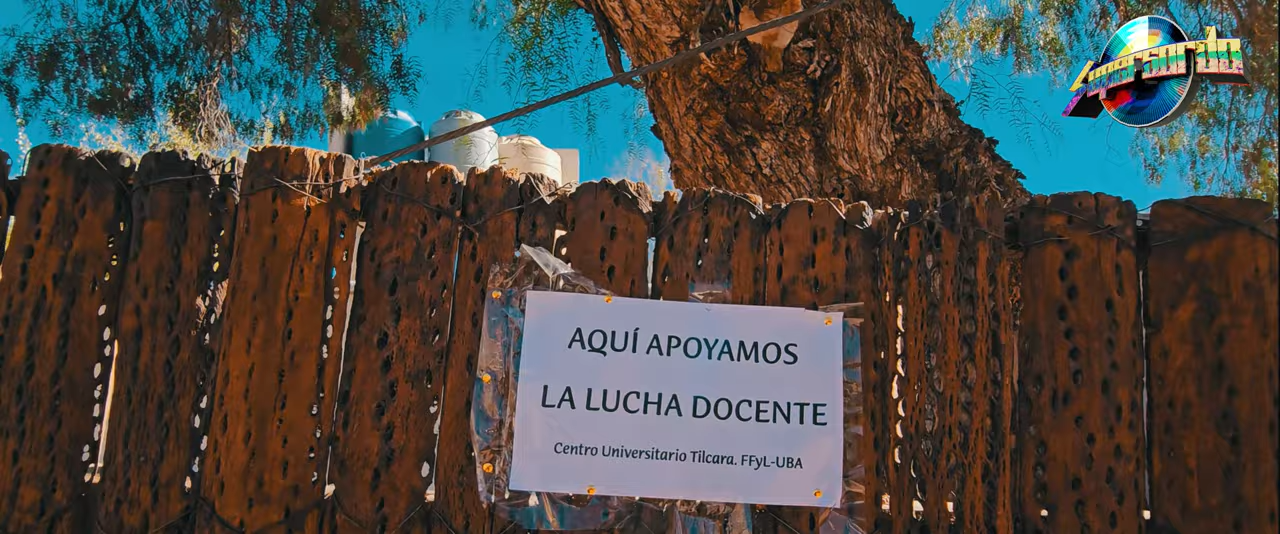 AQUÍ APOYAMOS
LA LUCHA DOCENTE
Centro Universitario Tilcara. FFyL-UBA